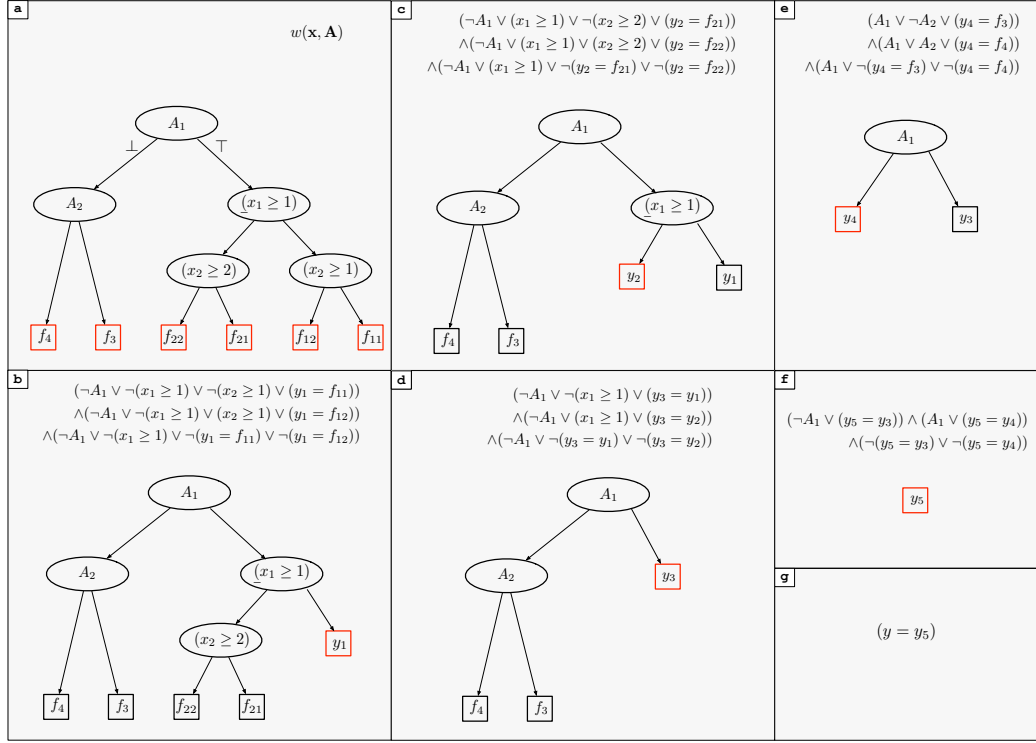 a
w(x, A)
A₁
⊥ ⊤
A₂ (x₁ ≥ 1)
(x₂ ≥ 2) (x₂ ≥ 1)
f₄ f₃ f₂₂ f₂₁ f₁₂ f₁₁
b
(¬A₁ ∨ ¬(x₁ ≥ 1) ∨ ¬(x₂ ≥ 1) ∨ (y₁ = f₁₁))
∧(¬A₁ ∨ ¬(x₁ ≥ 1) ∨ (x₂ ≥ 1) ∨ (y₁ = f₁₂))
∧(¬A₁ ∨ ¬(x₁ ≥ 1) ∨ ¬(y₁ = f₁₁) ∨ ¬(y₁ = f₁₂))
A₁
A₂ (x₁ ≥ 1)
(x₂ ≥ 2) y₁
f₄ f₃ f₂₂ f₂₁
c
(¬A₁ ∨ (x₁ ≥ 1) ∨ ¬(x₂ ≥ 2) ∨ (y₂ = f₂₁))
∧(¬A₁ ∨ (x₁ ≥ 1) ∨ (x₂ ≥ 2) ∨ (y₂ = f₂₂))
∧(¬A₁ ∨ (x₁ ≥ 1) ∨ ¬(y₂ = f₂₁) ∨ ¬(y₂ = f₂₂))
A₁
A₂ (x₁ ≥ 1)
y₂ y₁
f₄ f₃
d
(¬A₁ ∨ ¬(x₁ ≥ 1) ∨ (y₃ = y₁))
∧(¬A₁ ∨ (x₁ ≥ 1) ∨ (y₃ = y₂))
∧(¬A₁ ∨ ¬(y₃ = y₁) ∨ ¬(y₃ = y₂))
A₁
A₂ y₃
f₄ f₃
e
(A₁ ∨ ¬A₂ ∨ (y₄ = f₃))
∧(A₁ ∨ A₂ ∨ (y₄ = f₄))
∧(A₁ ∨ ¬(y₄ = f₃) ∨ ¬(y₄ = f₄))
A₁
y₄ y₃
f
(¬A₁ ∨ (y₅ = y₃)) ∧ (A₁ ∨ (y₅ = y₄))
∧(¬(y₅ = y₃) ∨ ¬(y₅ = y₄))
y₅
g
(y = y₅)